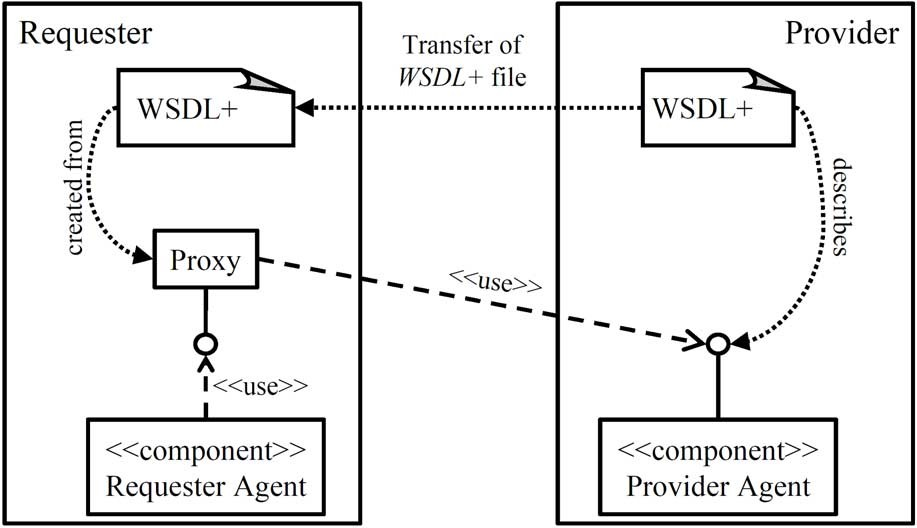 Requester
Provider
Transfer of
WSDL+ file
WSDL+
WSDL+
created from
describes
Proxy
<<use>>
<<use>>
<<component>>
Requester Agent
<<component>>
Provider Agent